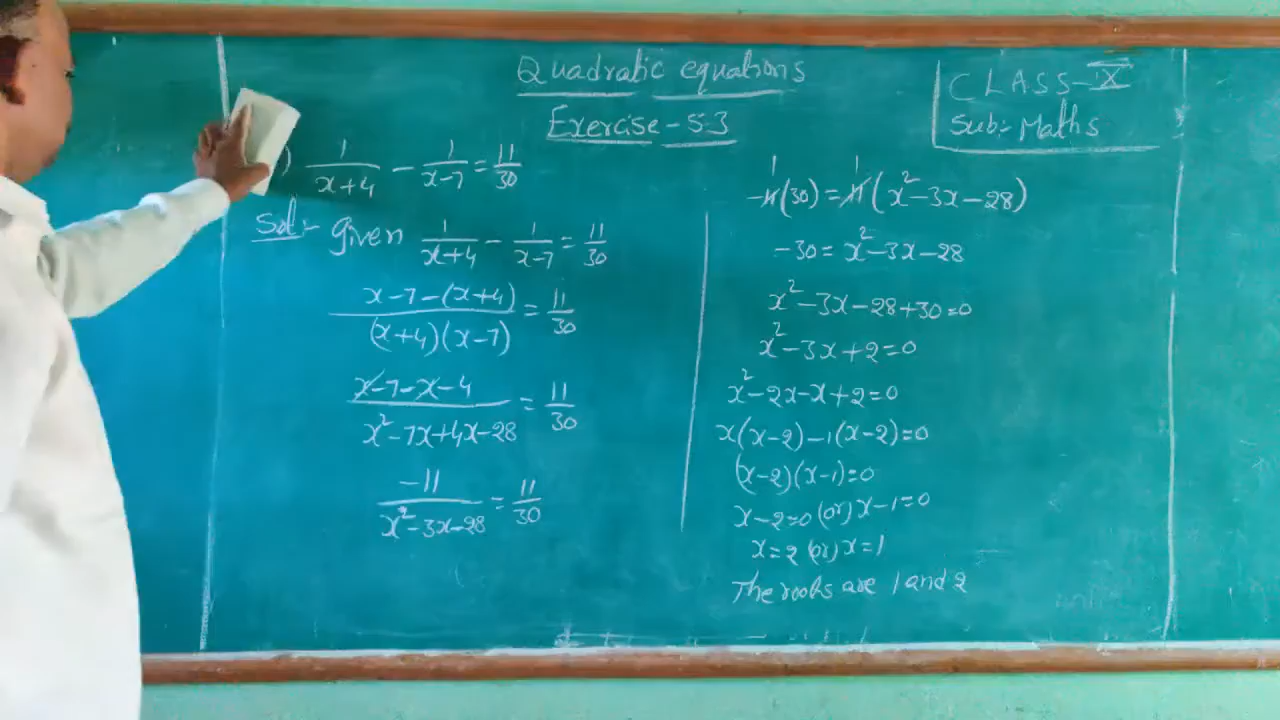 Quadratic equations
Exercise - 5.3
CLASS - X
Sub:- Maths
) 1/(x+4) - 1/(x-7) = 11/30
Sol:- Given 1/(x+4) - 1/(x-7) = 11/30
(x-7-(x+4))/((x+4)(x-7)) = 11/30
(x-7-x-4)/(x²-7x+4x-28) = 11/30
-11/(x²-3x-28) = 11/30
1 1
-11(30) = 11(x²-3x-28)
-30 = x²-3x-28
x²-3x-28+30=0
x²-3x+2=0
x²-2x-x+2=0
x(x-2)-1(x-2)=0
(x-2)(x-1)=0
x-2=0 (or) x-1=0
x=2 (or) x=1
The roots are 1 and 2